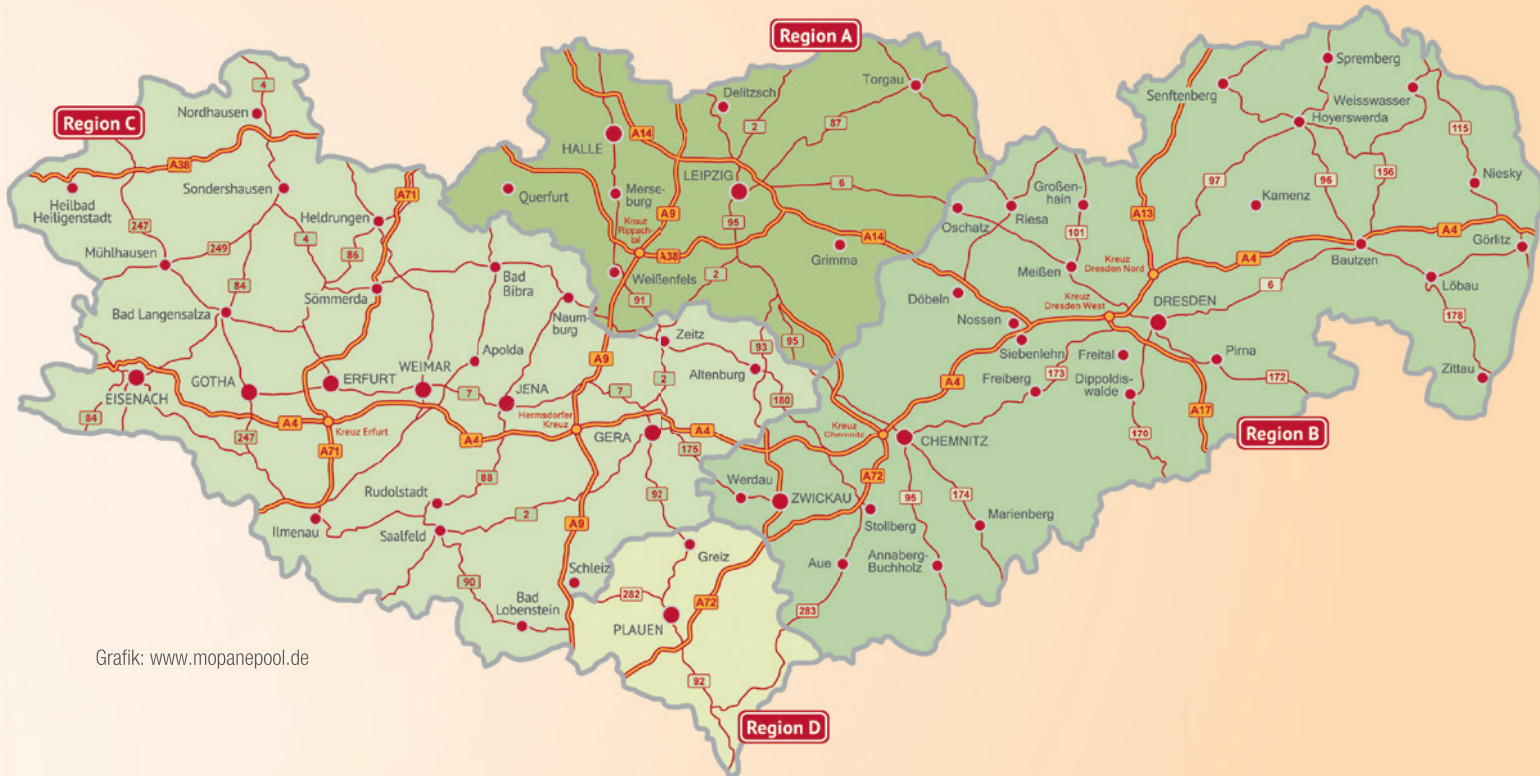 Region A
Region C
Region B
Region D
4
Nordhausen
A38
Heilbad
Heiligenstadt
Sondershausen
A71
Heldrungen
247
249
4
86
Mühlhausen
84
Sömmerda
Bad Langensalza
Bad
Bibra
Naum-
burg
Apolda
WEIMAR
ERFURT
GOTHA
EISENACH
JENA
7
84
A4
Kreuz Erfurt
247
A71
A4
Hermsdorfer
Kreuz
7
GERA
A4
175
88
Rudolstadt
Ilmenau
Saalfeld
2
A9
92
90
Bad
Lobenstein
Schleiz
A9
Zeitz
2
Altenburg
93
180
HALLE
A14
Delitzsch
2
87
Torgau
LEIPZIG
Querfurt
Merse-
burg
Kreuz
Rippach-
tal
A9
95
6
A38
A14
Grimma
Weißenfels
91
2
95
Spremberg
Senftenberg
Weisswasser
Hoyerswerda
115
97
96
156
Niesky
Kamenz
Großen-
hain
Riesa
Oschatz
101
A13
A4
Görlitz
Bautzen
Meißen
Kreuz
Dresden Nord
A4
Löbau
Kreuz
Dresden West
DRESDEN
6
178
Döbeln
Nossen
Siebenlehn
Freital
Pirna
Zittau
A4
Freiberg
173
Dippoldis-
walde
172
A17
170
Kreuz
Chemnitz
CHEMNITZ
A72
Werdau
ZWICKAU
95
174
Stollberg
Marienberg
Aue
Annaberg-
Buchholz
283
Greiz
282
A72
PLAUEN
92
Grafik: www.mopanepool.de